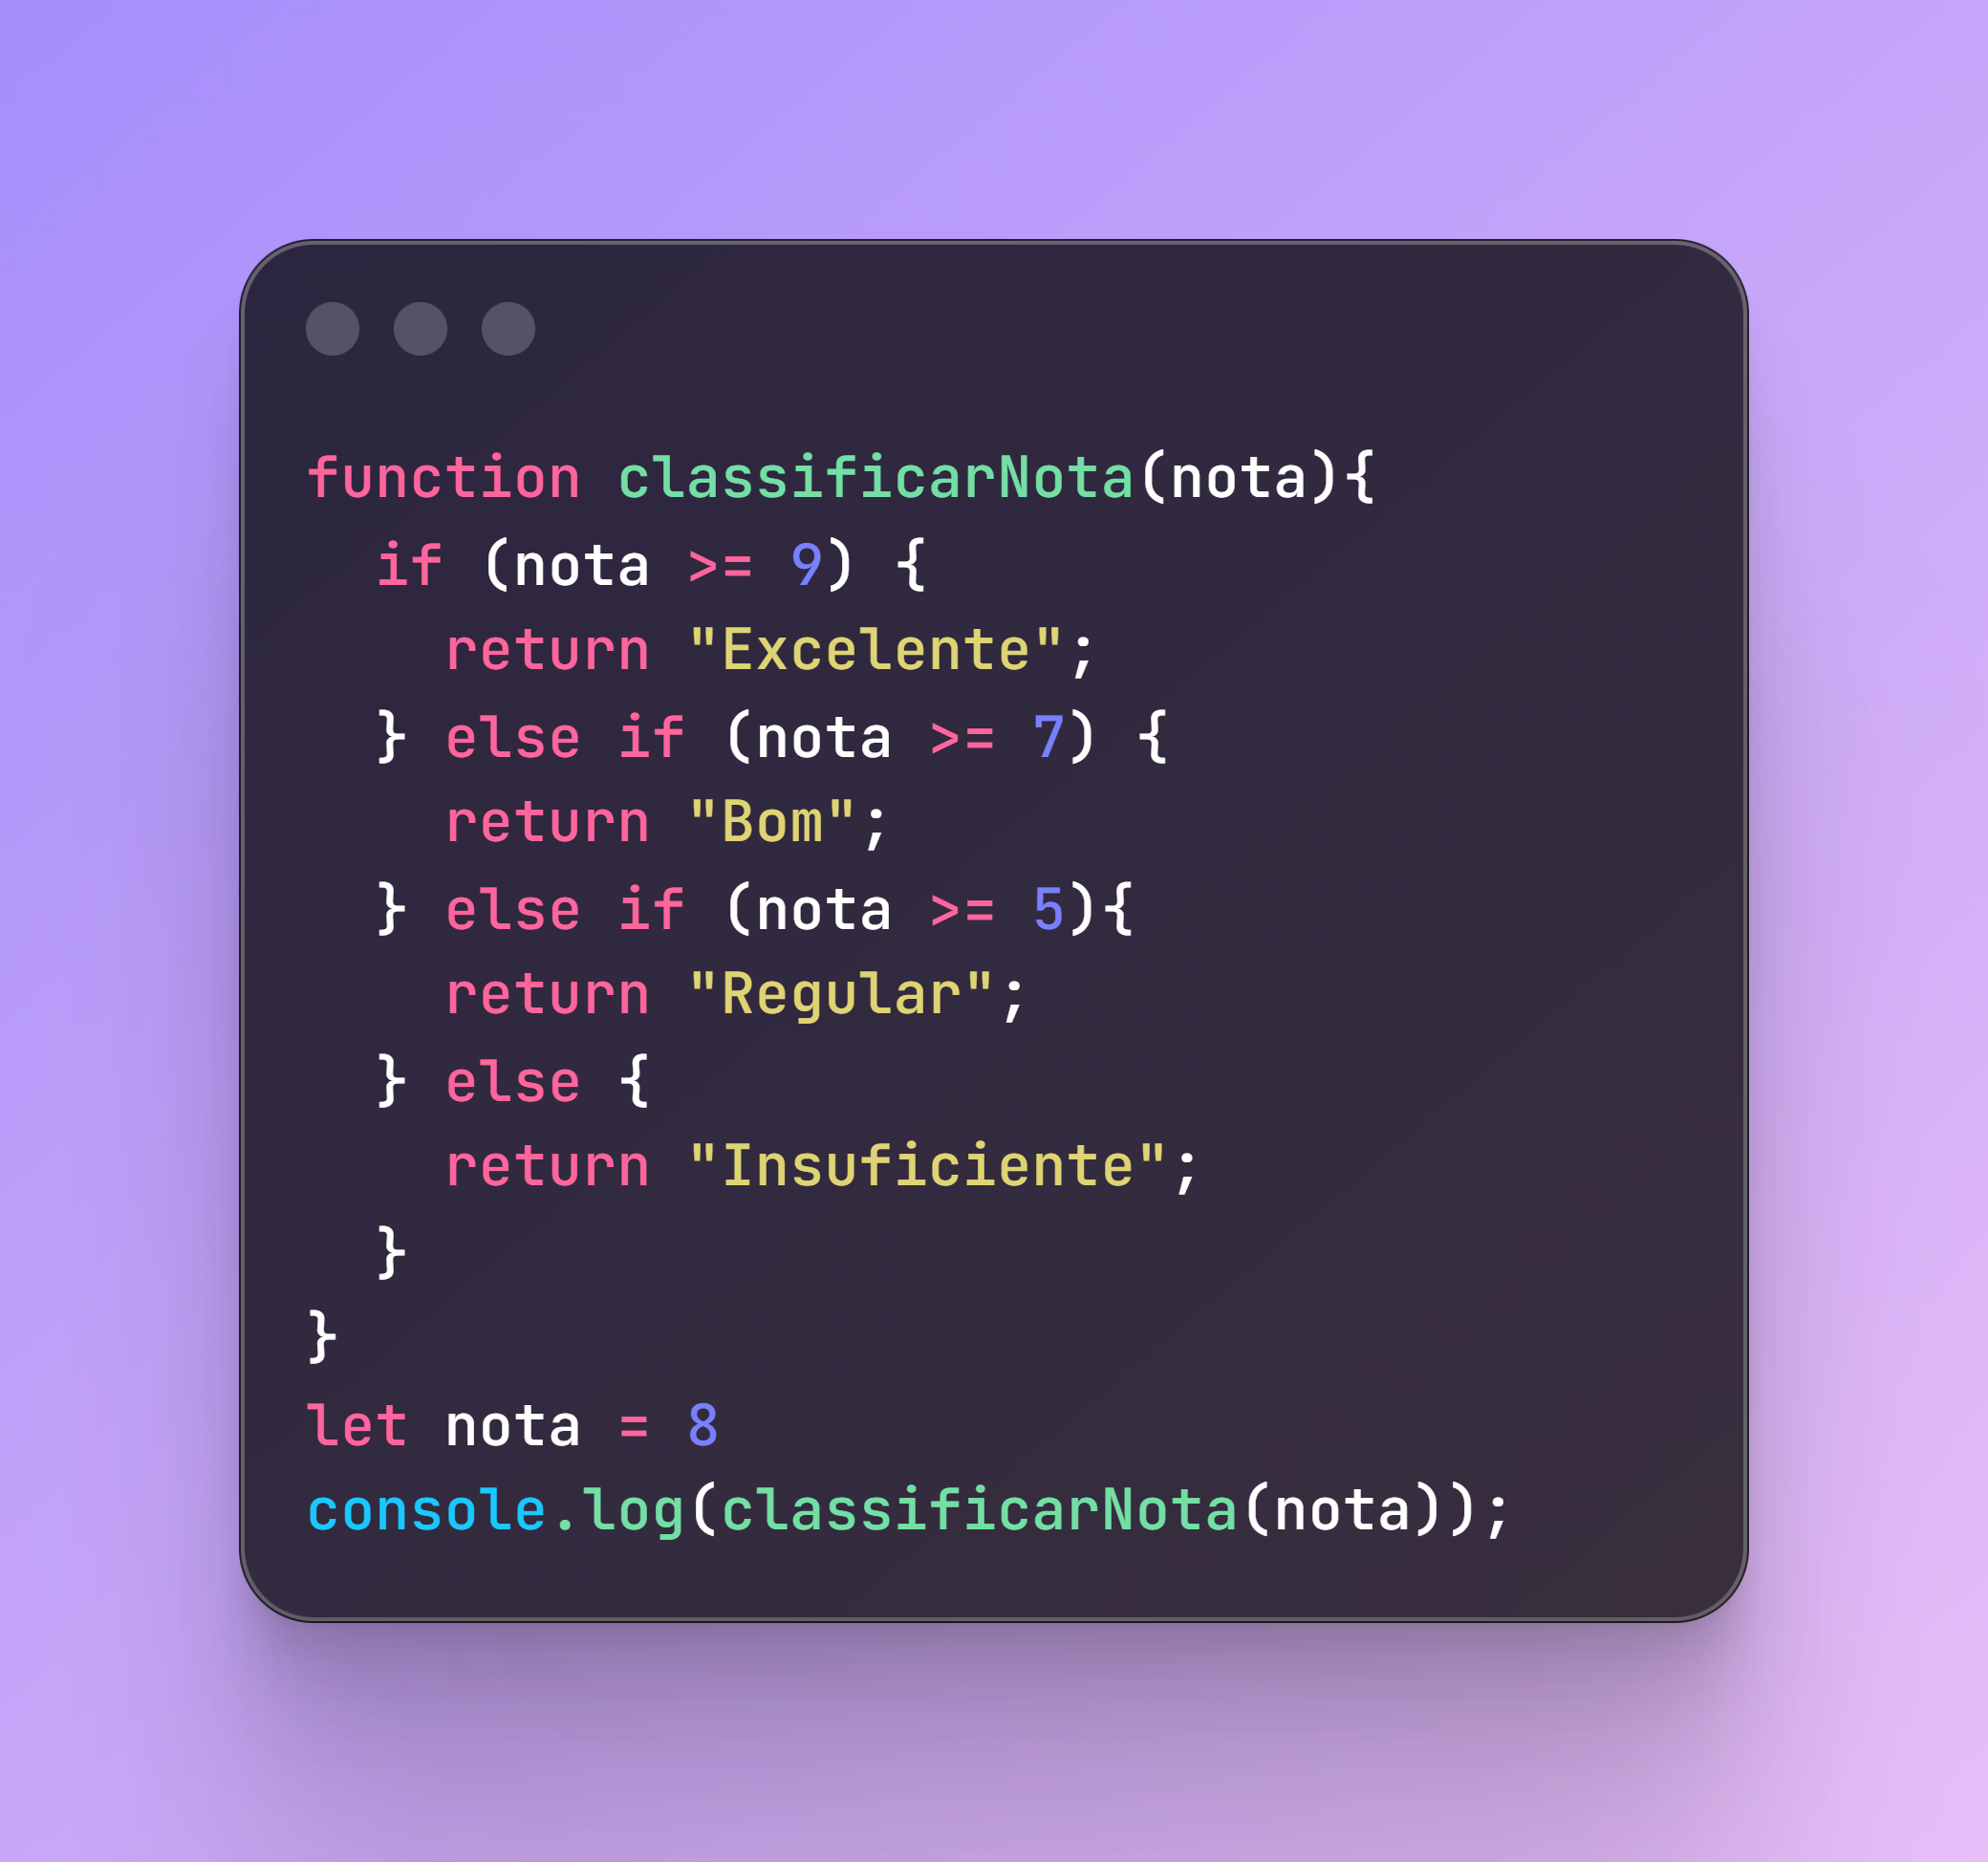 function classificarNota(nota){
  if (nota >= 9) {
    return "Excelente";
  } else if (nota >= 7) {
    return "Bom";
  } else if (nota >= 5){
    return "Regular";
  } else {
    return "Insuficiente";
  }
}
let nota = 8
console.log(classificarNota(nota));